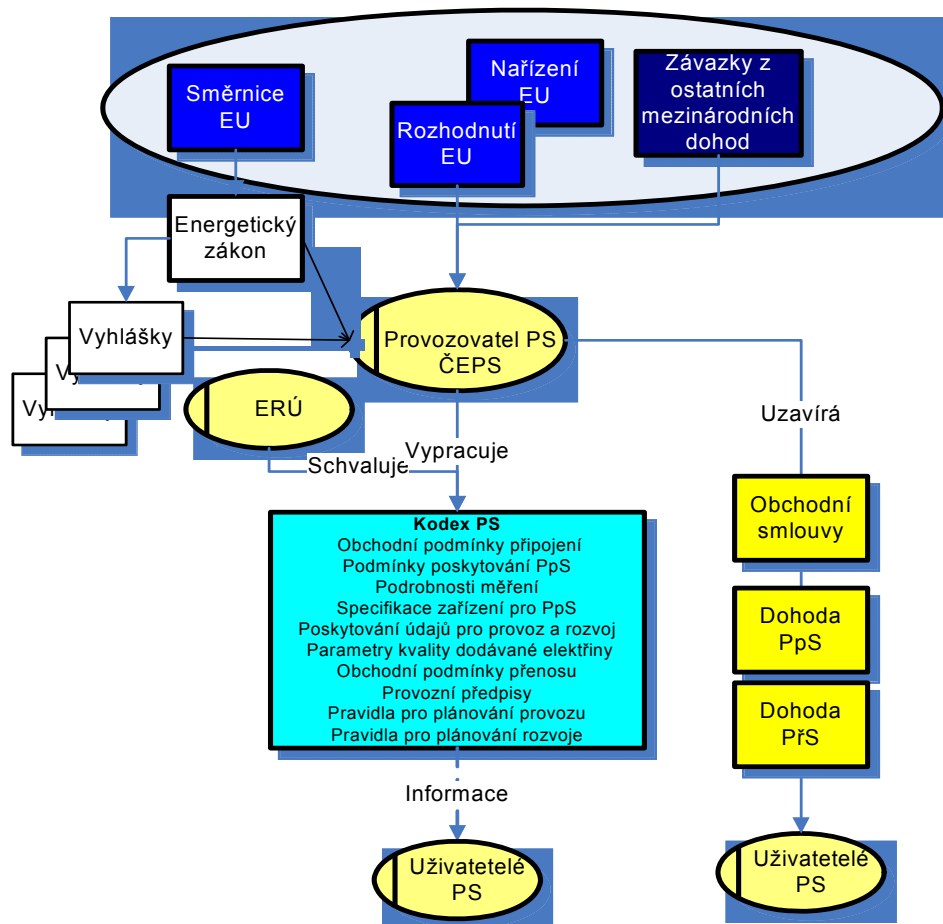 Směrnice
EU
Nařízení
EU
Rozhodnutí
EU
Závazky z
ostatních
mezinárodních
dohod
Energetický
zákon
Vyhlášky
Provozovatel PS
ČEPS
ERÚ
Uzavírá
Schvaluje
Vypracuje
Kodex PS
Obchodní podmínky připojení
Podmínky poskytování PpS
Podrobnosti měření
Specifikace zařízení pro PpS
Poskytování údajů pro provoz a rozvoj
Parametry kvality dodávané elektřiny
Obchodní podmínky přenosu
Provozní předpisy
Pravidla pro plánování provozu
Pravidla pro plánování rozvoje
Obchodní
smlouvy
Dohoda
PpS
Dohoda
PřS
Informace
Uživatetelé
PS
Uživatetelé
PS